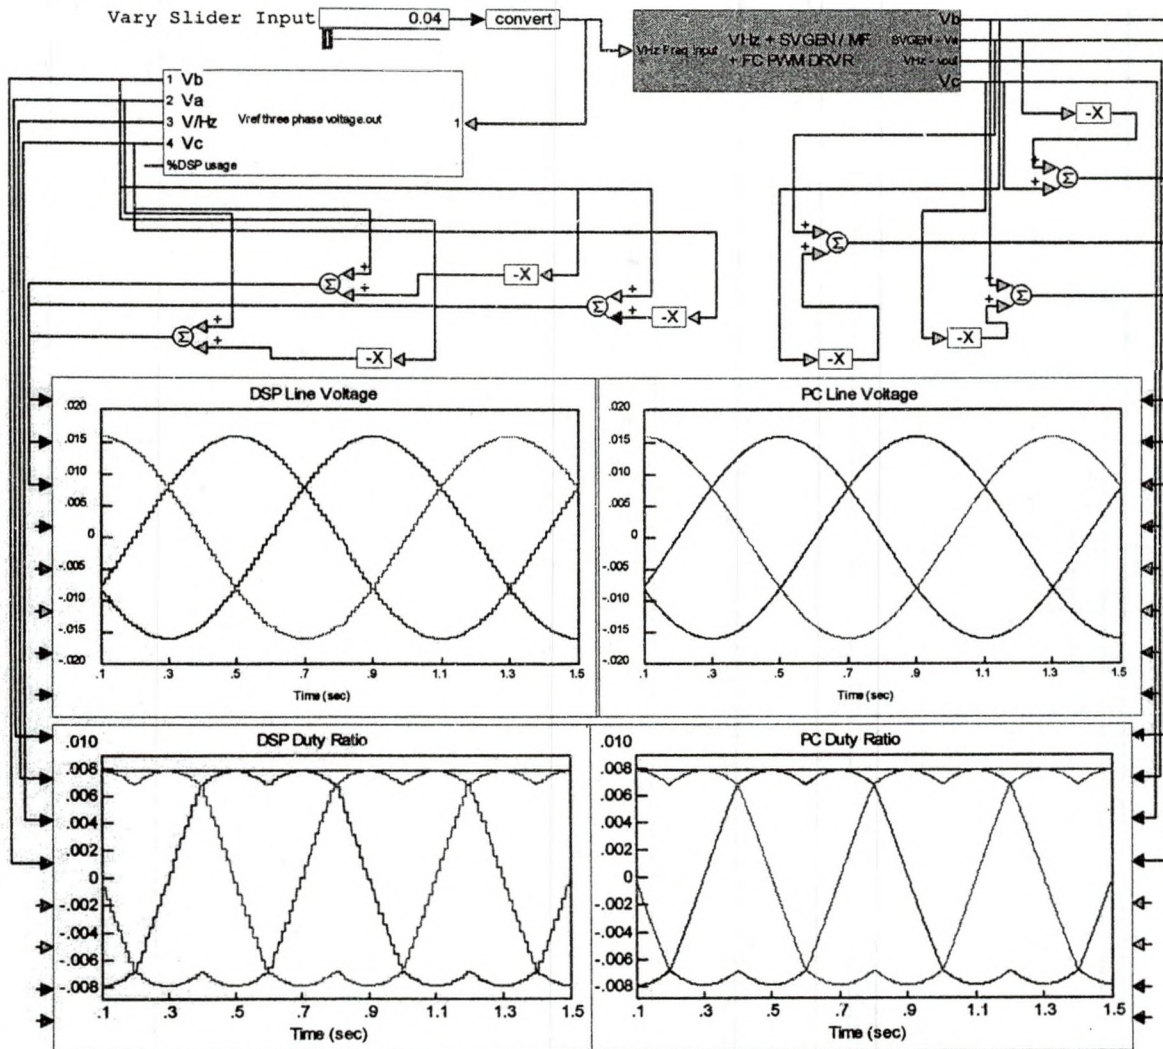 Vary Slider Input 0.04 convert
VHz Freq Input
VHz + SVGEN / MF
+ FC PWM DRVR
Vb
SVGEN - Va
VHz - vout
Vc
1 Vb
2 Va
3 V/Hz
4 Vc
%DSP usage
Vref three phase voltage.out
1
-X
+
+
Σ
+
+
Σ
-X
+
+
Σ
-X
+
+
Σ
-X
+
+
Σ
-X
+
+
Σ
-X
DSP Line Voltage
.020
.015
.010
.005
0
-.005
-.010
-.015
-.020
.1 .3 .5 .7 .9 1.1 1.3 1.5
Time (sec)
PC Line Voltage
.020
.015
.010
.005
0
-.005
-.010
-.015
-.020
.1 .3 .5 .7 .9 1.1 1.3 1.5
Time (sec)
DSP Duty Ratio
.010
.008
.006
.004
.002
0
-.002
-.004
-.006
-.008
.1 .3 .5 .7 .9 1.1 1.3 1.5
Time (sec)
PC Duty Ratio
.010
.008
.006
.004
.002
0
-.002
-.004
-.006
-.008
.1 .3 .5 .7 .9 1.1 1.3 1.5
Time (sec)